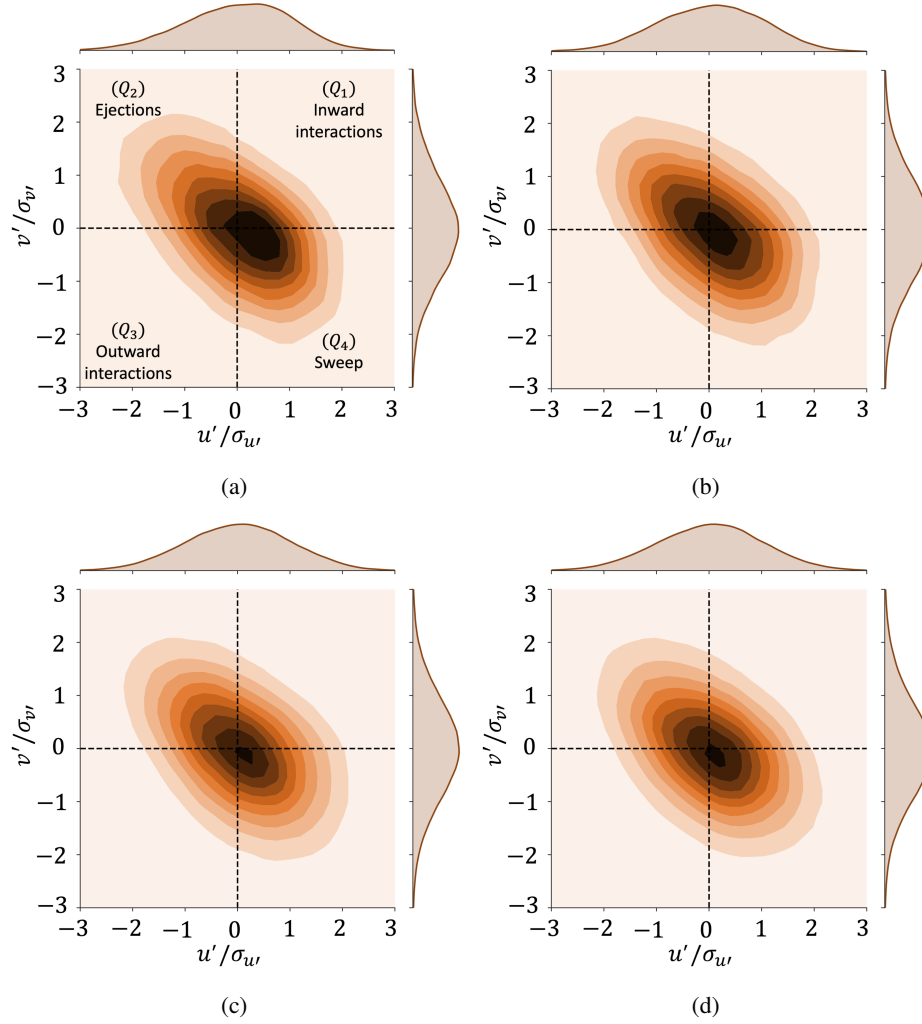 3
(Q₂)
Ejections
(Q₁)
Inward
interactions
2
1
0
−1
−2
(Q₃)
Outward
interactions
(Q₄)
Sweep
−3
v′/σᵥ′
−3 −2 −1 0 1 2 3
u′/σᵤ′
(a)
3
2
1
0
−1
−2
−3
v′/σᵥ′
−3 −2 −1 0 1 2 3
u′/σᵤ′
(b)
3
2
1
0
−1
−2
−3
v′/σᵥ′
−3 −2 −1 0 1 2 3
u′/σᵤ′
(c)
3
2
1
0
−1
−2
−3
v′/σᵥ′
−3 −2 −1 0 1 2 3
u′/σᵤ′
(d)